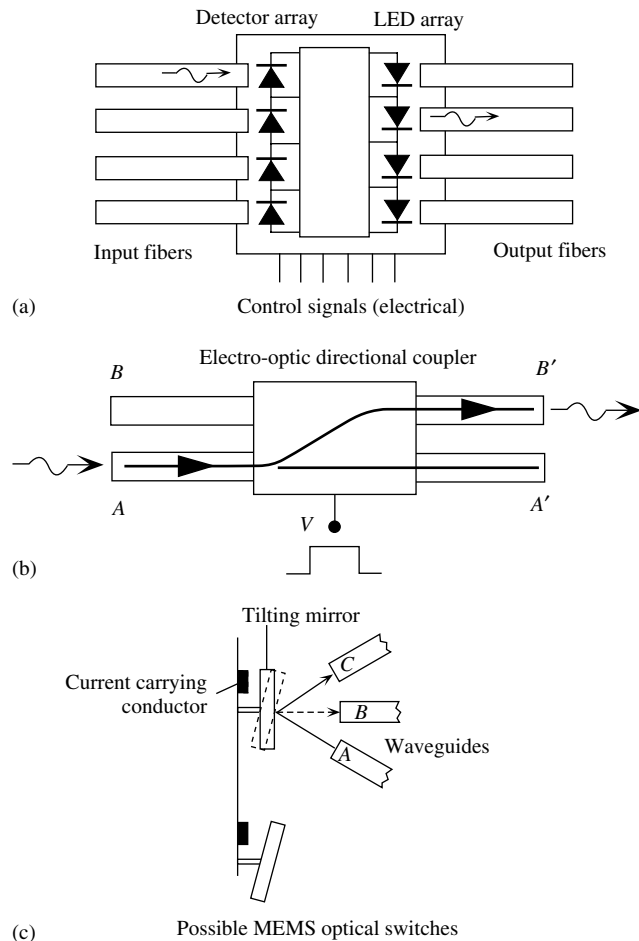 Detector array
LED array
Input fibers
Output fibers
Control signals (electrical)
(a)
Electro-optic directional coupler
B
B′
A
A′
V
(b)
Tilting mirror
Current carrying
conductor
C
B
A
Waveguides
(c)
Possible MEMS optical switches